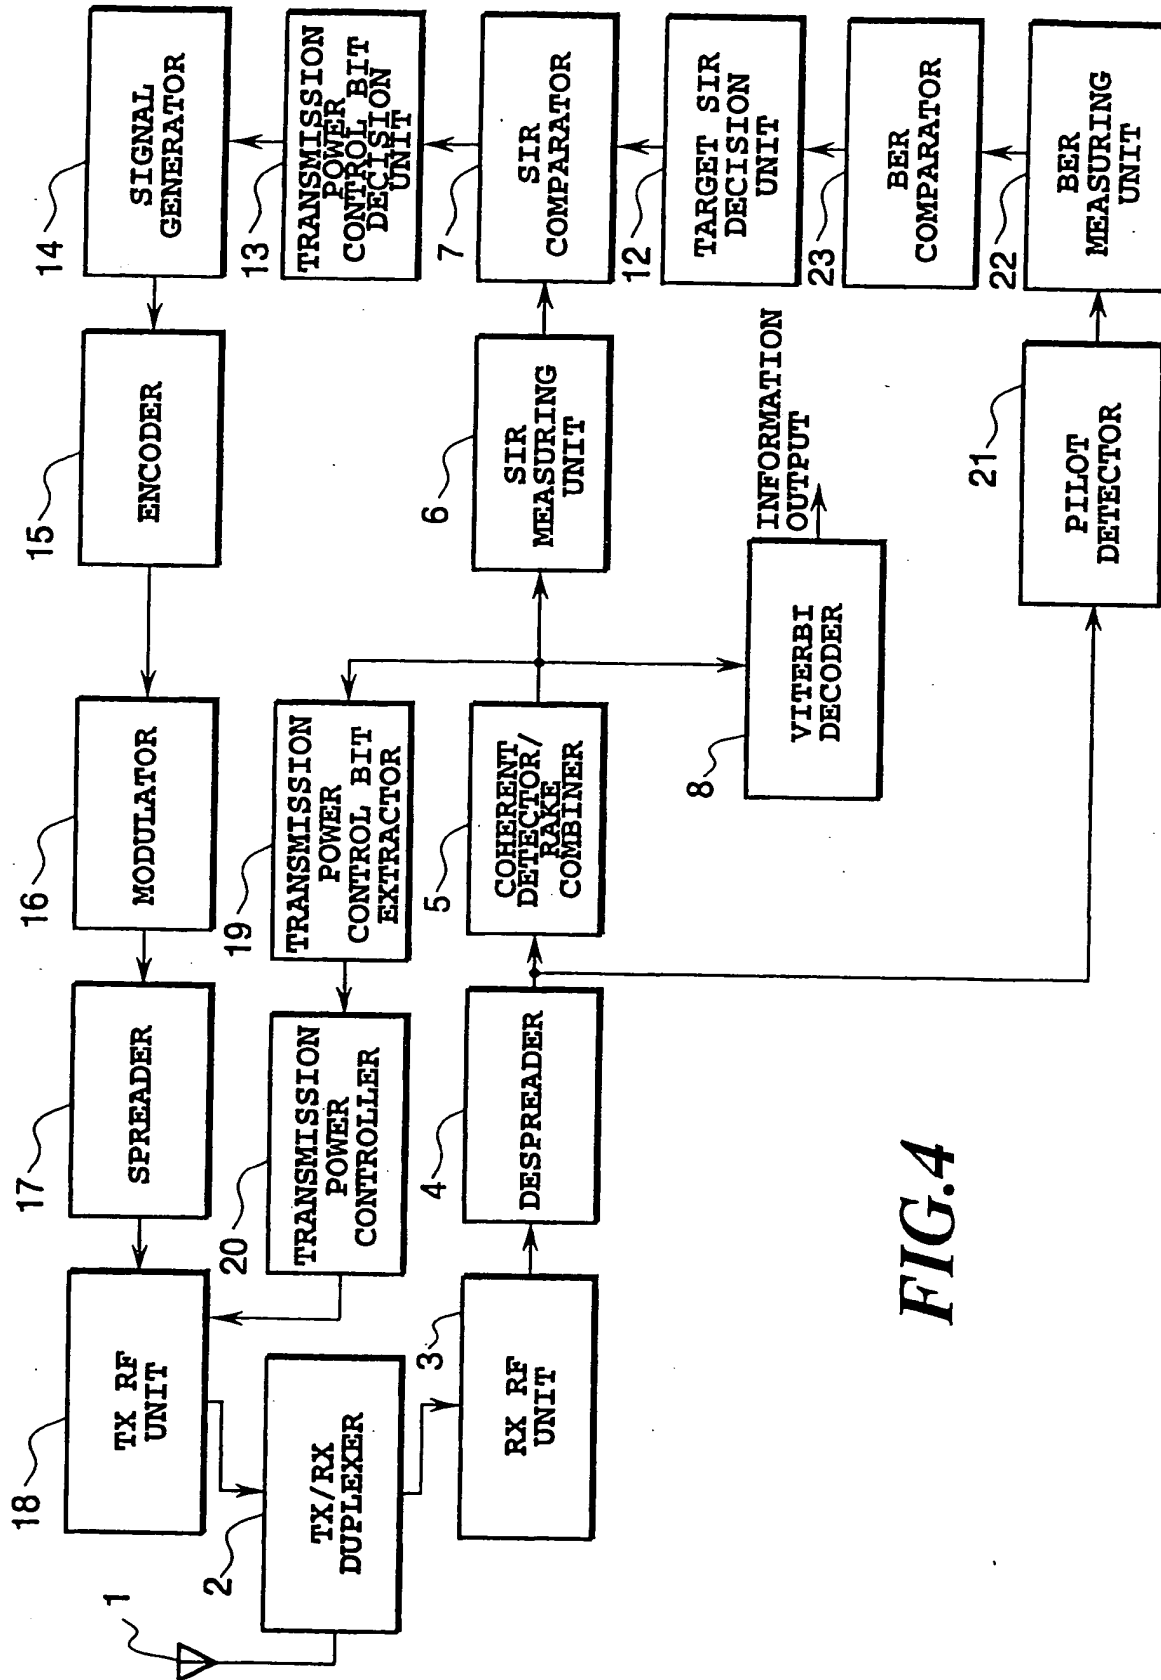 1
2
TX/RX
DUPLEXER
18
TX RF
UNIT
17
SPREADER
16
MODULATOR
15
ENCODER
14
SIGNAL
GENERATOR
20
TRANSMISSION
POWER
CONTROLLER
19
TRANSMISSION
POWER
CONTROL BIT
EXTRACTOR
13
TRANSMISSION
POWER
CONTROL BIT
DECISION
UNIT
3
RX RF
UNIT
4
DESPREADER
5
COHERENT
DETECTOR/
RAKE
COMBINER
6
SIR
MEASURING
UNIT
7
SIR
COMPARATOR
12
TARGET SIR
DECISION
UNIT
8
VITERBI
DECODER
INFORMATION
OUTPUT
23
BER
COMPARATOR
21
PILOT
DETECTOR
22
BER
MEASURING
UNIT
FIG.4